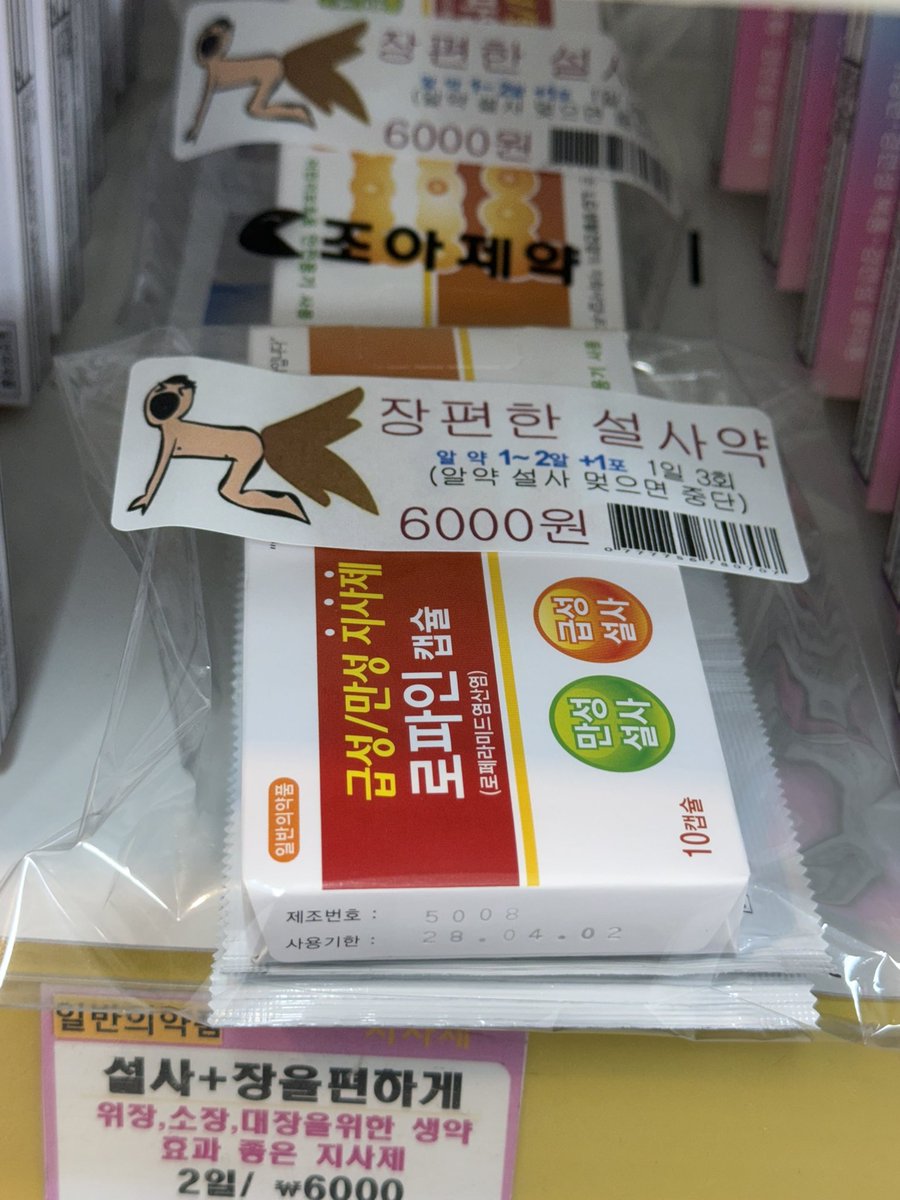 장편한 설사
6000원
조아제약
장편한 설사약
알약 1~2알 +1포 1일 3회
(알약 설사 멎으면 중단)
6000원
0777756780707
급성/만성 지사제
로파인 캡슐
(로페라미드염산염)
급성
설사
만성
설사
일반의약품
10캡슐
제조번호 : 5008
사용기한 : 28.04.02
일반의약품 지사제
설사+장을편하게
위장,소장,대장을위한 생약
효과 좋은 지사제
2일/ ₩6000